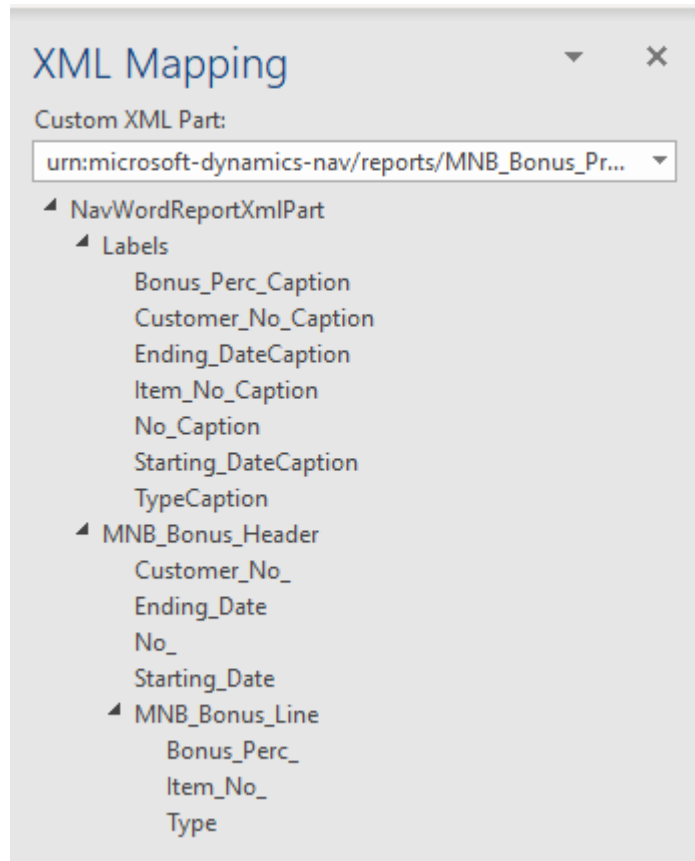 XML Mapping
Custom XML Part:
urn:microsoft-dynamics-nav/reports/MNB_Bonus_Pr...
NavWordReportXmlPart
Labels
Bonus_Perc_Caption
Customer_No_Caption
Ending_DateCaption
Item_No_Caption
No_Caption
Starting_DateCaption
TypeCaption
MNB_Bonus_Header
Customer_No_
Ending_Date
No_
Starting_Date
MNB_Bonus_Line
Bonus_Perc_
Item_No_
Type